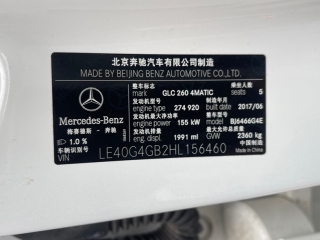 北京奔驰汽车有限公司制造
MADE BY BEIJING BENZ AUTOMOTIVE CO.,LTD.
整车标志 mark GLC 260 4MATIC 乘坐人数 seats 5
发动机型号 engine type 274 920 制造年月 built date 2017/06
发动机最大净功率 engine power 155 kW 整车型号 model BJ6466G4E
发动机排量 engine capacity 1991 ml 最大允许总质量 GVW 2360 kg
Mercedes-Benz
梅赛德斯－奔驰
1.0 %
中国制造
Made in China
车辆识别代号
VIN LE40G4GB2HL156460